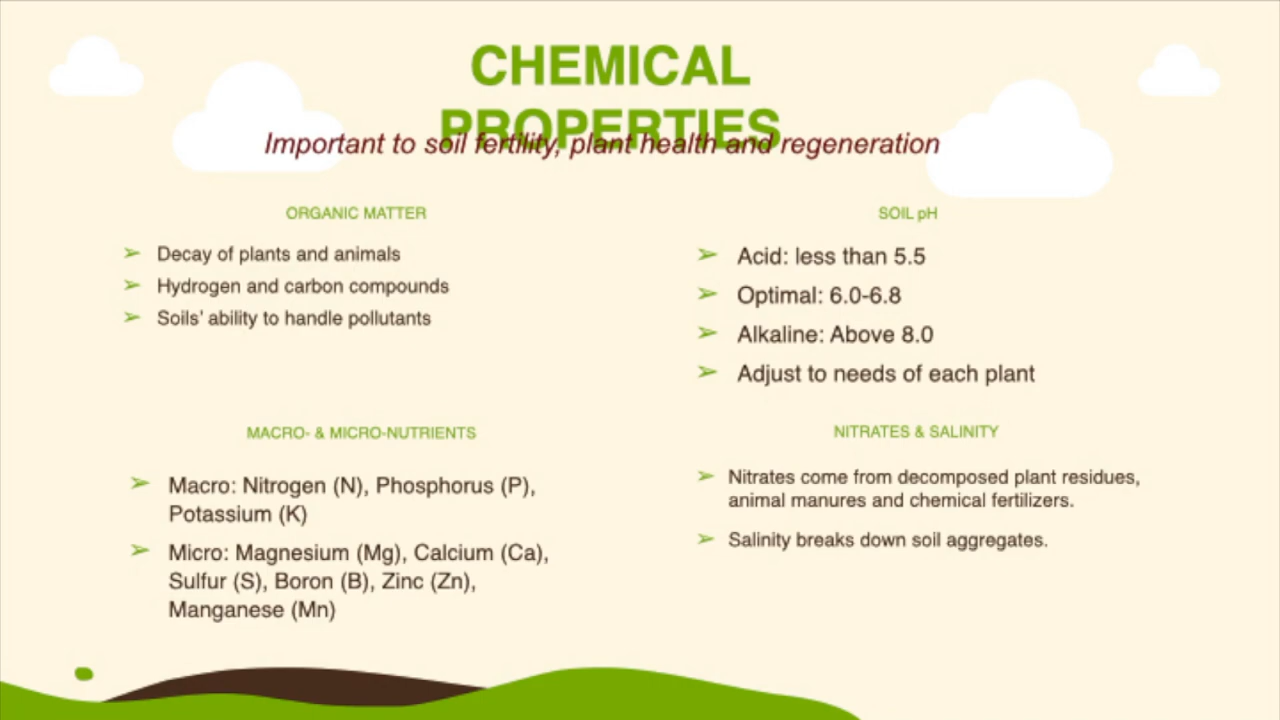 CHEMICAL
PROPERTIES
Important to soil fertility, plant health and regeneration
ORGANIC MATTER
➢ Decay of plants and animals
➢ Hydrogen and carbon compounds
➢ Soils' ability to handle pollutants
SOIL pH
➢ Acid: less than 5.5
➢ Optimal: 6.0-6.8
➢ Alkaline: Above 8.0
➢ Adjust to needs of each plant
MACRO- & MICRO-NUTRIENTS
➢ Macro: Nitrogen (N), Phosphorus (P),
Potassium (K)
➢ Micro: Magnesium (Mg), Calcium (Ca),
Sulfur (S), Boron (B), Zinc (Zn),
Manganese (Mn)
NITRATES & SALINITY
➢ Nitrates come from decomposed plant residues,
animal manures and chemical fertilizers.
➢ Salinity breaks down soil aggregates.